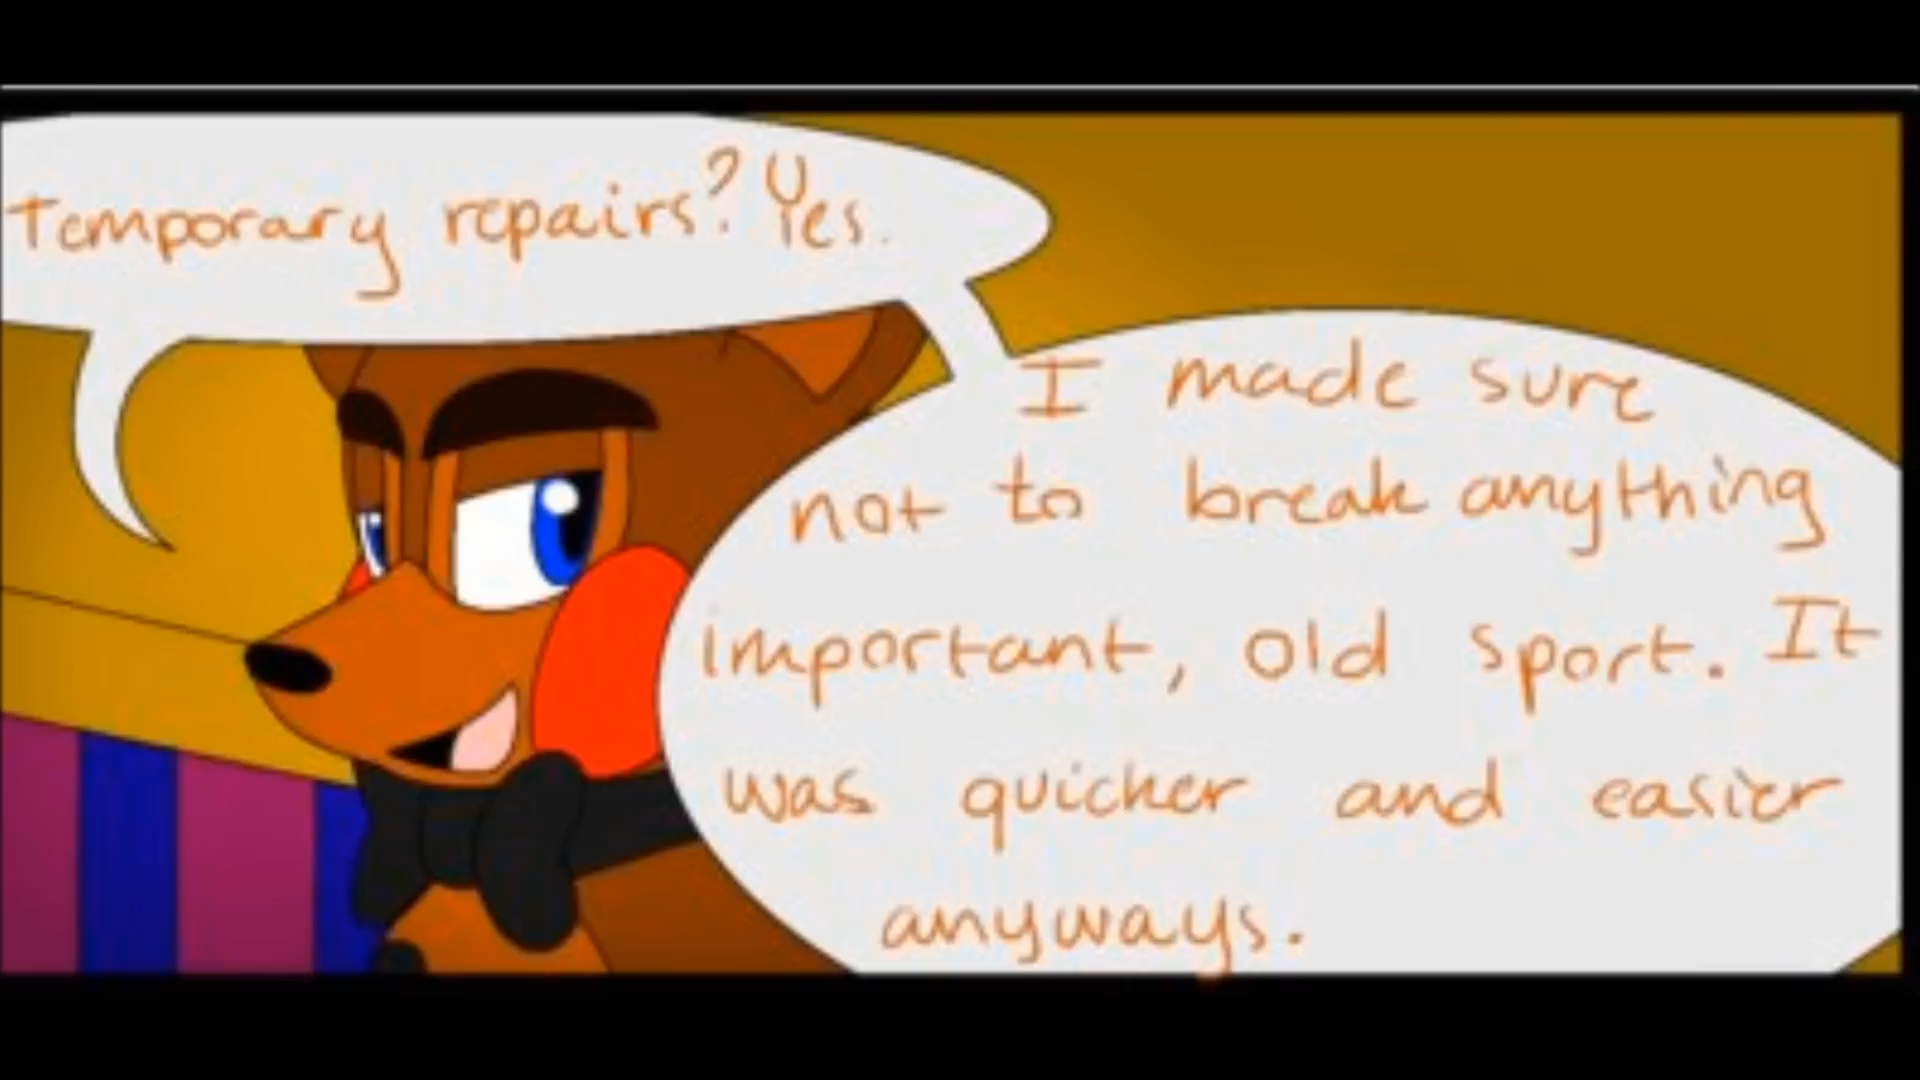 Temporary repairs? Yes.
I made sure
not to break anything
important, old sport. It
was quicker and easier
anyways.